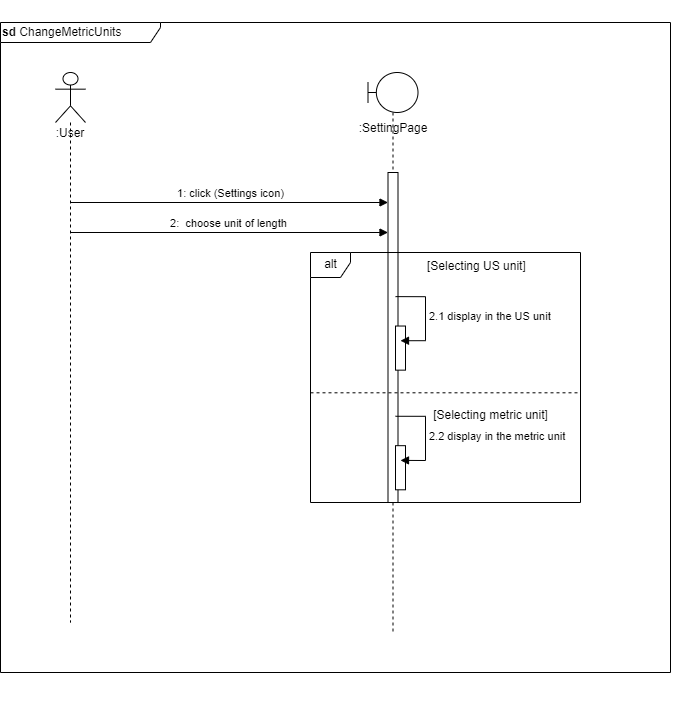 sd ChangeMetricUnits
:User
:SettingPage
1: click (Settings icon)
2: choose unit of length
alt
[Selecting US unit]
2.1 display in the US unit
[Selecting metric unit]
2.2 display in the metric unit